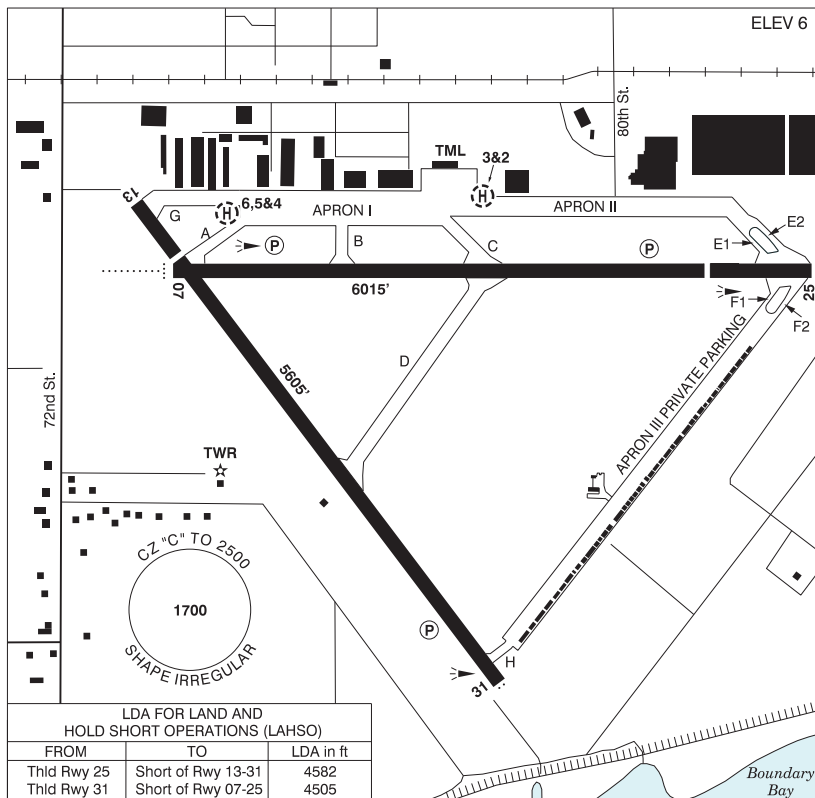 ELEV 6
80th St.
TML
3&2
H
13
6,5&4
H
G
APRON I
APRON II
E2
A
P
B
C
P
E1
07
6015'
25
F1
F2
5605'
D
72nd St.
APRON III PRIVATE PARKING
TWR
CZ "C" TO 2500
1700
SHAPE IRREGULAR
P
H
31
LDA FOR LAND AND
HOLD SHORT OPERATIONS (LAHSO)
FROM TO LDA in ft
Thld Rwy 25 Short of Rwy 13-31 4582
Thld Rwy 31 Short of Rwy 07-25 4505
Boundary
Bay